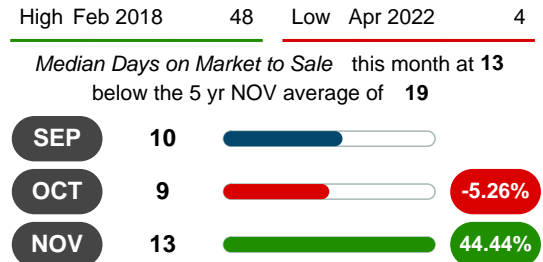 High Feb 2018 48 Low Apr 2022 4
Median Days on Market to Sale this month at 13
below the 5 yr NOV average of 19
SEP 10
OCT 9 -5.26%
NOV 13 44.44%